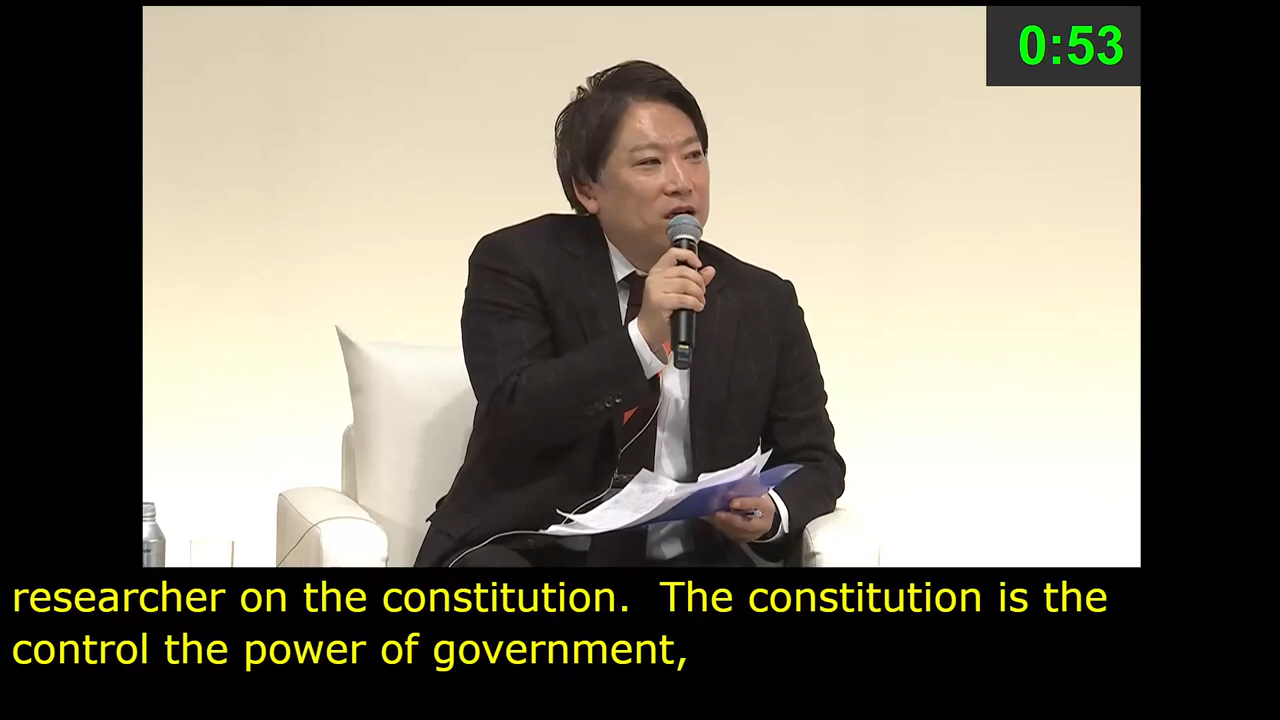 0:53
researcher on the constitution.  The constitution is the
control the power of government,